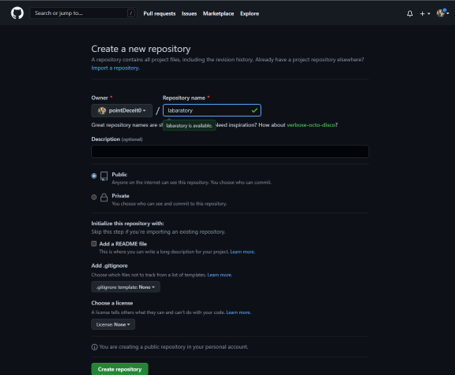 Search or jump to...
/
Pull requests Issues Marketplace Explore
Create a new repository
A repository contains all project files, including the revision history. Already have a project repository elsewhere?
Import a repository.
Owner * Repository name *
pointDeceit0 / labaratory
Great repository names are sh labaratory is available. Need inspiration? How about verbose-octo-disco?
Description (optional)
Public
Anyone on the internet can see this repository. You choose who can commit.
Private
You choose who can see and commit to this repository.
Initialize this repository with:
Skip this step if you're importing an existing repository.
Add a README file
This is where you can write a long description for your project. Learn more.
Add .gitignore
Choose which files not to track from a list of templates. Learn more.
.gitignore template: None
Choose a license
A license tells others what they can and can't do with your code. Learn more.
License: None
You are creating a public repository in your personal account.
Create repository